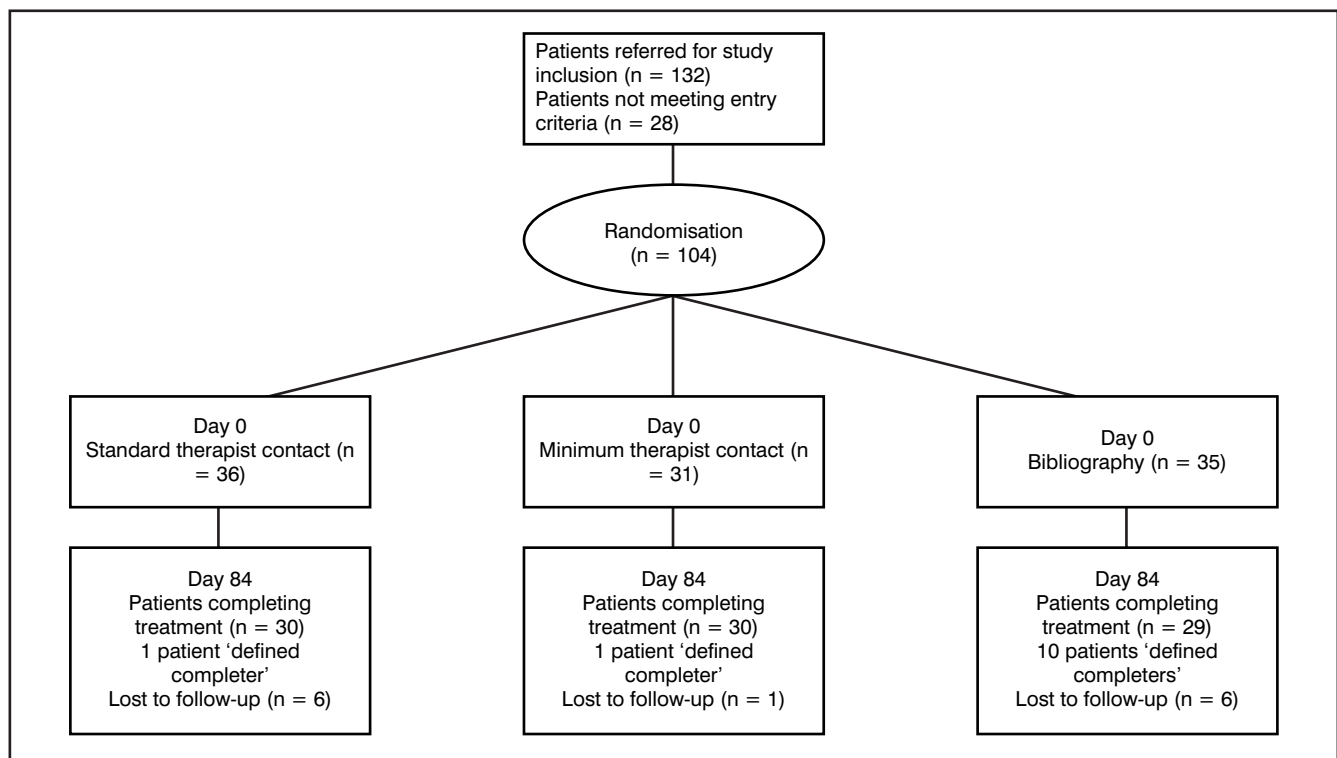 Patients referred for study
inclusion (n = 132)
Patients not meeting entry
criteria (n = 28)
Randomisation
(n = 104)
Day 0
Standard therapist contact (n
= 36)
Day 0
Minimum therapist contact (n
= 31)
Day 0
Bibliography (n = 35)
Day 84
Patients completing
treatment (n = 30)
1 patient ‘defined
completer’
Lost to follow-up (n = 6)
Day 84
Patients completing
treatment (n = 30)
1 patient ‘defined
completer’
Lost to follow-up (n = 1)
Day 84
Patients completing
treatment (n = 29)
10 patients ‘defined
completers’
Lost to follow-up (n = 6)